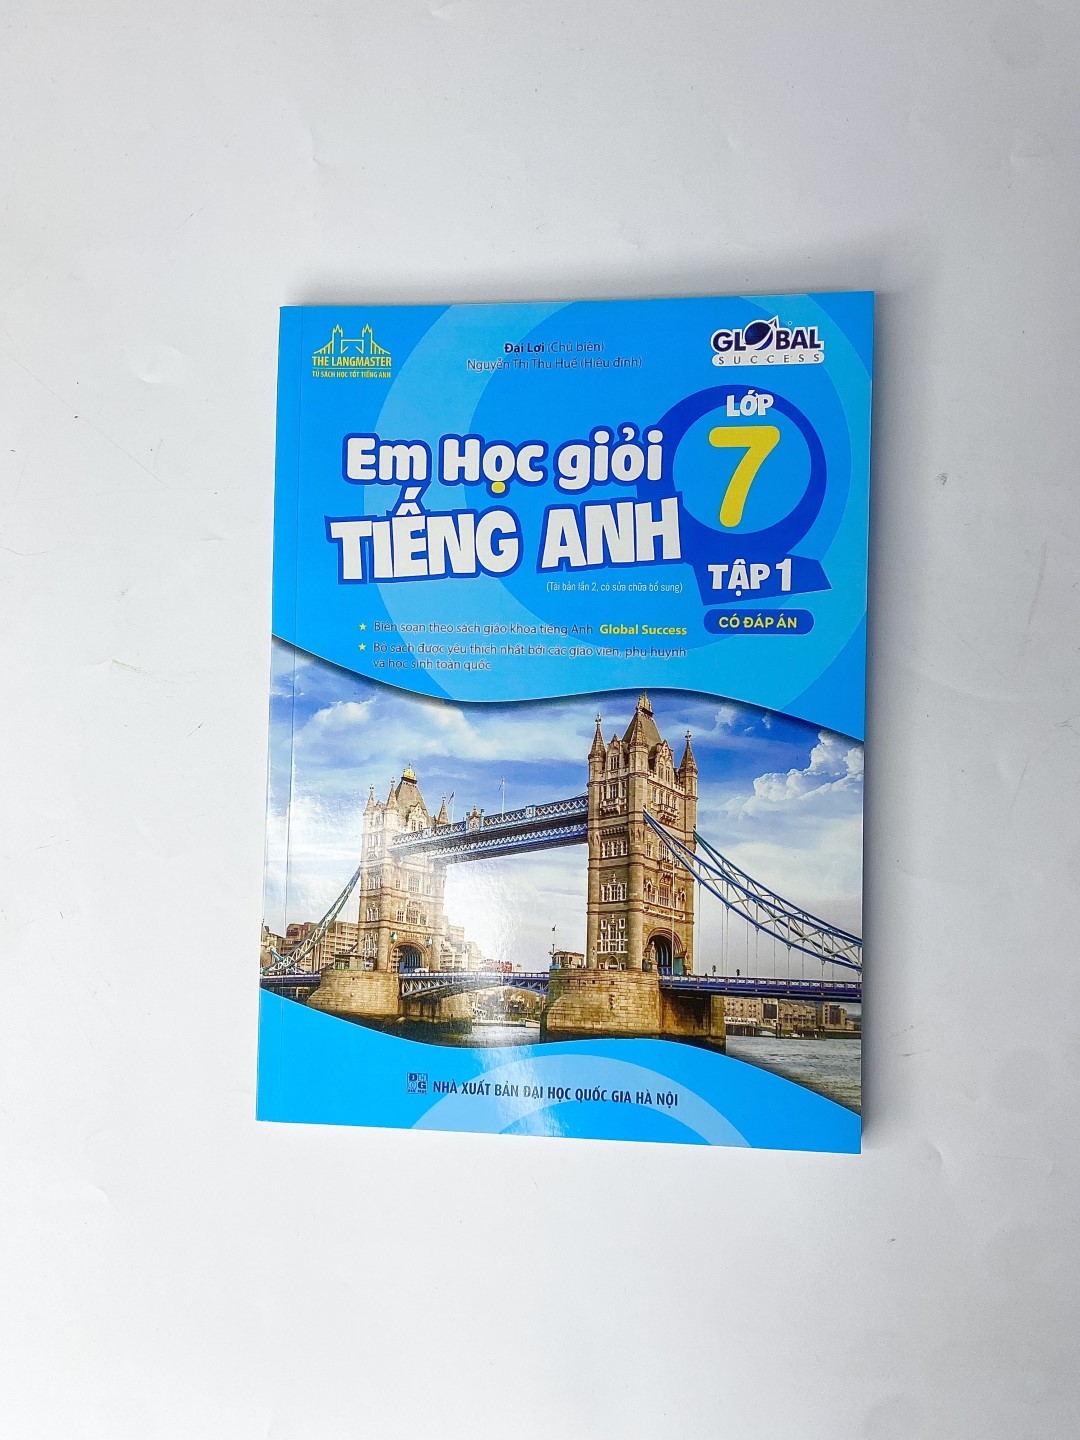 THE LANGMASTER
TỦ SÁCH HỌC TỐT TIẾNG ANH
Đại Lợi (Chủ biên)
Nguyễn Thị Thu Huế (Hiệu đính)
GLOBAL
SUCCESS
Em Học giỏi
TIẾNG ANH
LỚP
7
TẬP 1
(Tái bản lần 2, có sửa chữa bổ sung)
CÓ ĐÁP ÁN
★ Biên soạn theo sách giáo khoa tiếng Anh Global Success
★ Bộ sách được yêu thích nhất bởi các giáo viên, phụ huynh
và học sinh toàn quốc
NHÀ XUẤT BẢN ĐẠI HỌC QUỐC GIA HÀ NỘI